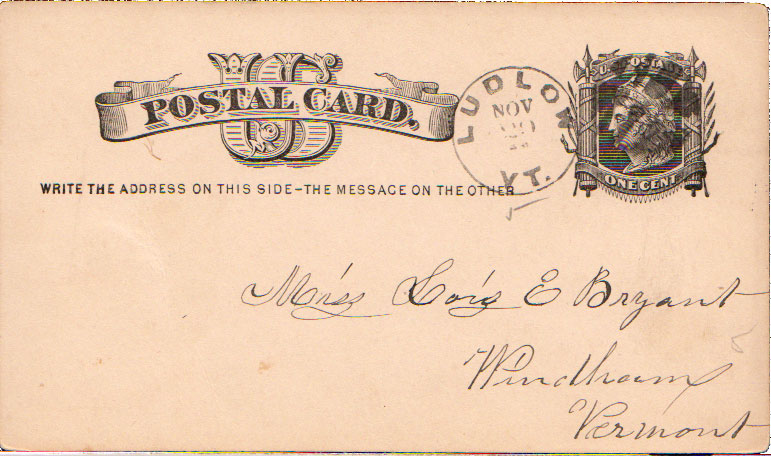 US
POSTAL CARD.
LUDLOW
NOV
VT.
U.S. POSTAGE
ONE CENT
WRITE THE ADDRESS ON THIS SIDE–THE MESSAGE ON THE OTHER
Miss Lois E Bryant
Windham
Vermont